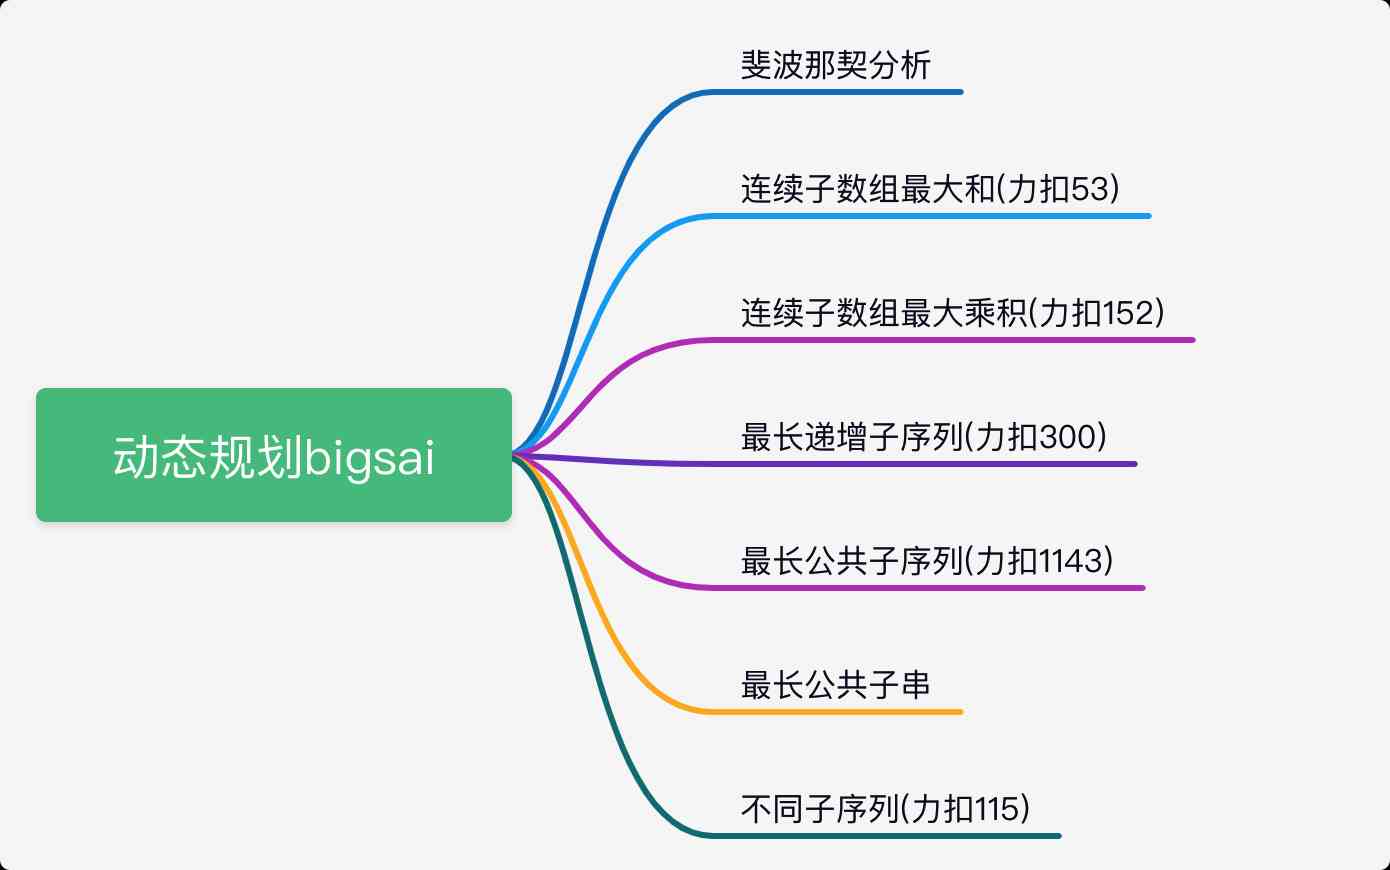 动态规划bigsai
斐波那契分析
连续子数组最大和(力扣53)
连续子数组最大乘积(力扣152)
最长递增子序列(力扣300)
最长公共子序列(力扣1143)
最长公共子串
不同子序列(力扣115)